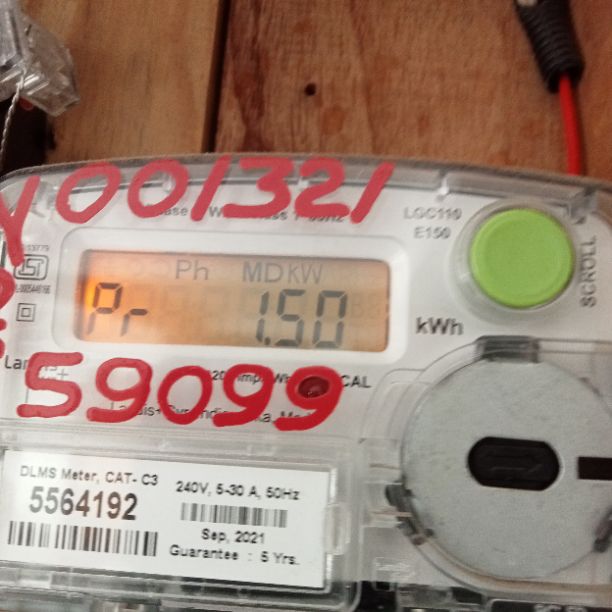 Y001321
LGC110
E150
SCROLL
Ph MD KW
Pr 1.50
kWh
CAL
59099
DLMS Meter, CAT- C3
5564192
240V, 5-30 A, 50Hz
Sep, 2021
Guarantee : 5 Yrs.